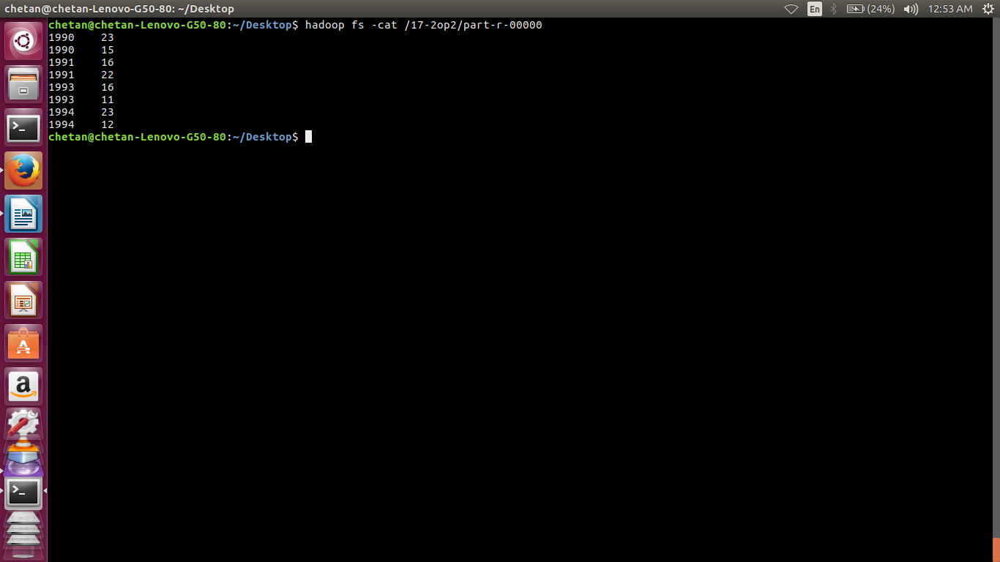 chetan@chetan-Lenovo-G50-80: ~/Desktop
En
(24%)
12:53 AM
chetan@chetan-Lenovo-G50-80:~/Desktop$ hadoop fs -cat /17-2op2/part-r-00000
1990    23
1990    15
1991    16
1991    22
1993    16
1993    11
1994    23
1994    12
chetan@chetan-Lenovo-G50-80:~/Desktop$